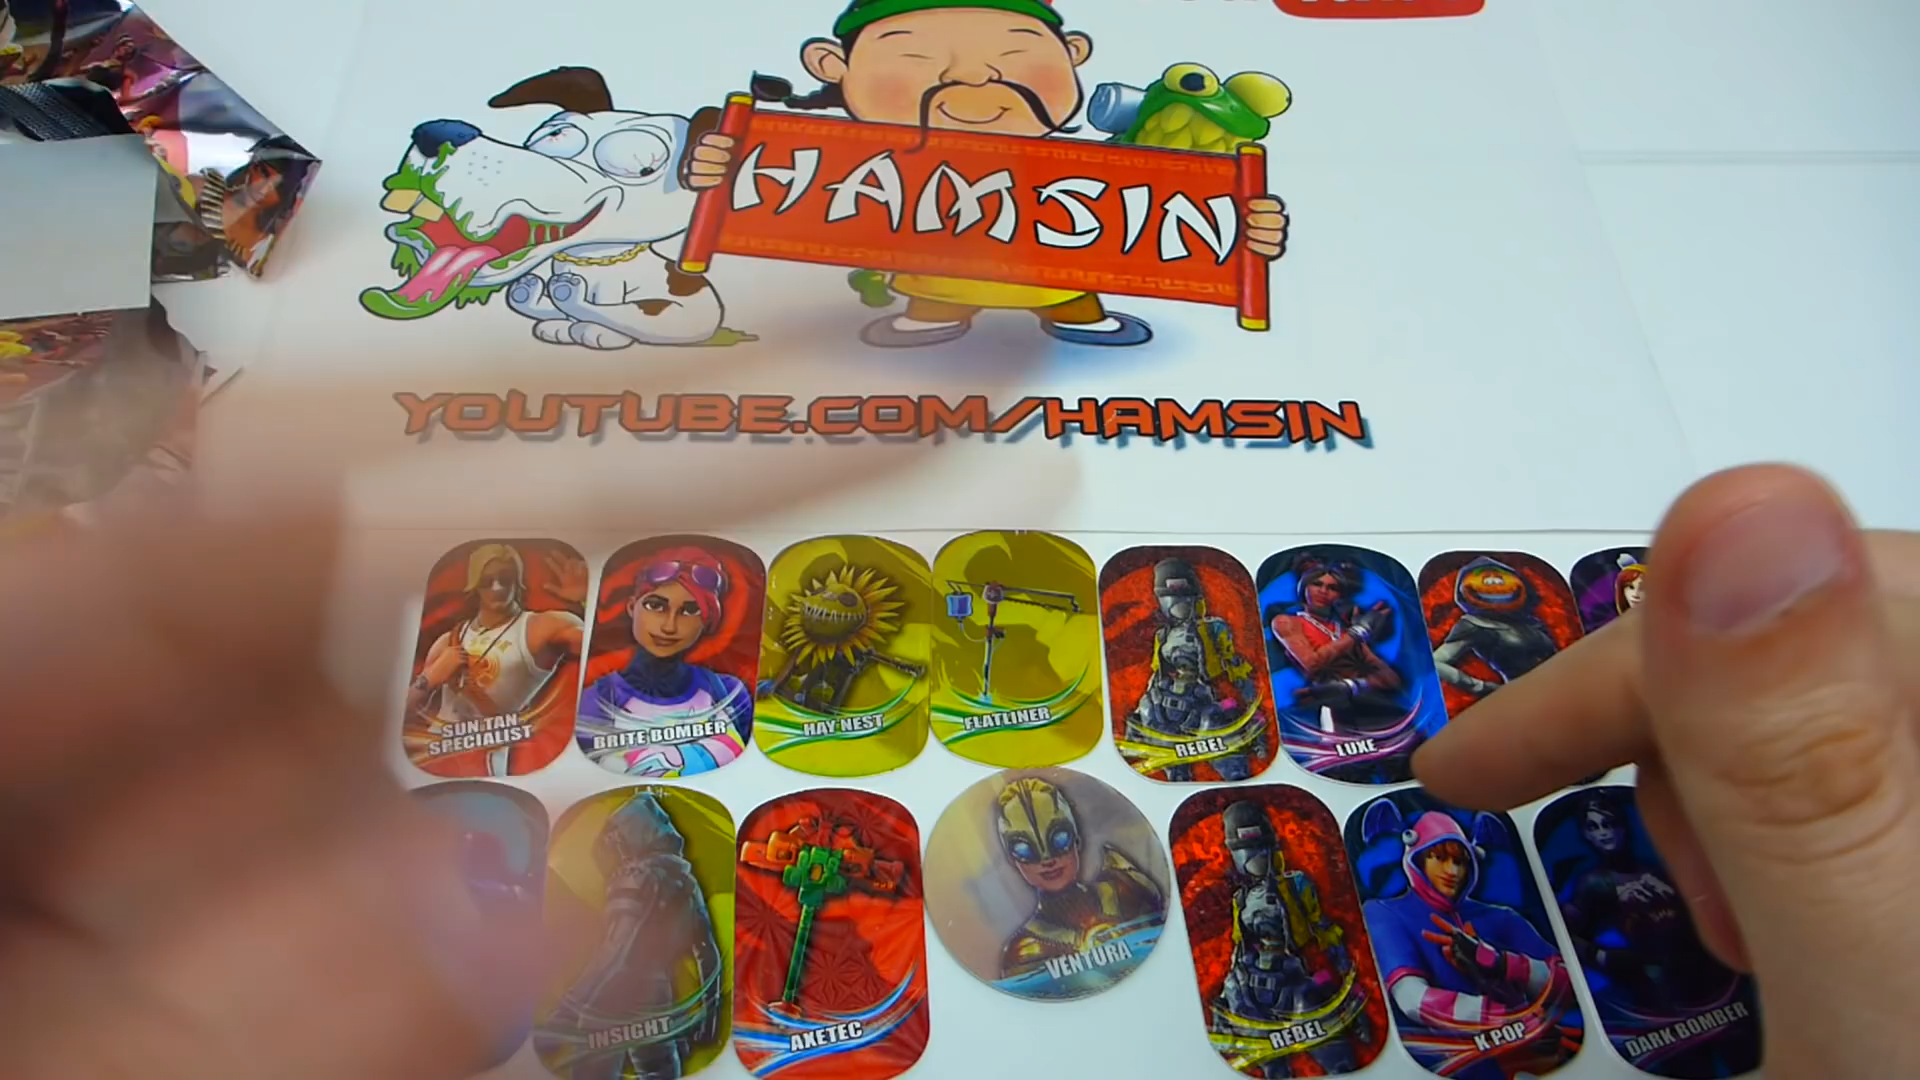 HAMSIN
YOUTUBE.COM/HAMSIN
SUN TAN
SPECIALIST
BRITE BOMBER
HAY NEST
FLATLINER
REBEL
LUXE
INSIGHT
AXETEC
VENTURA
REBEL
K POP
DARK BOMBER